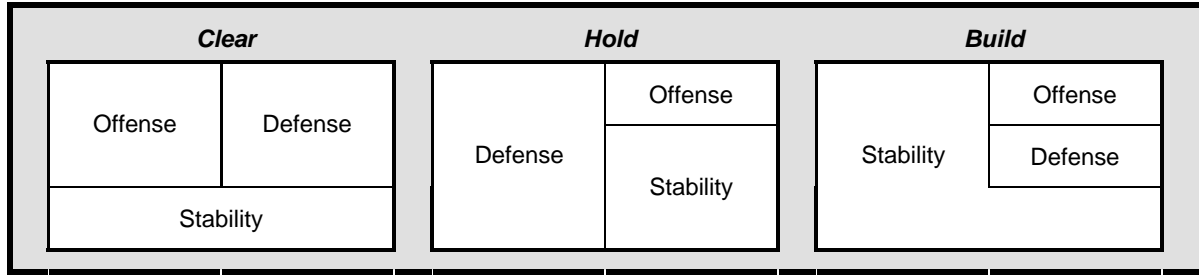 Clear
Hold
Build
Offense
Defense
Stability
Defense
Offense
Stability
Stability
Offense
Defense